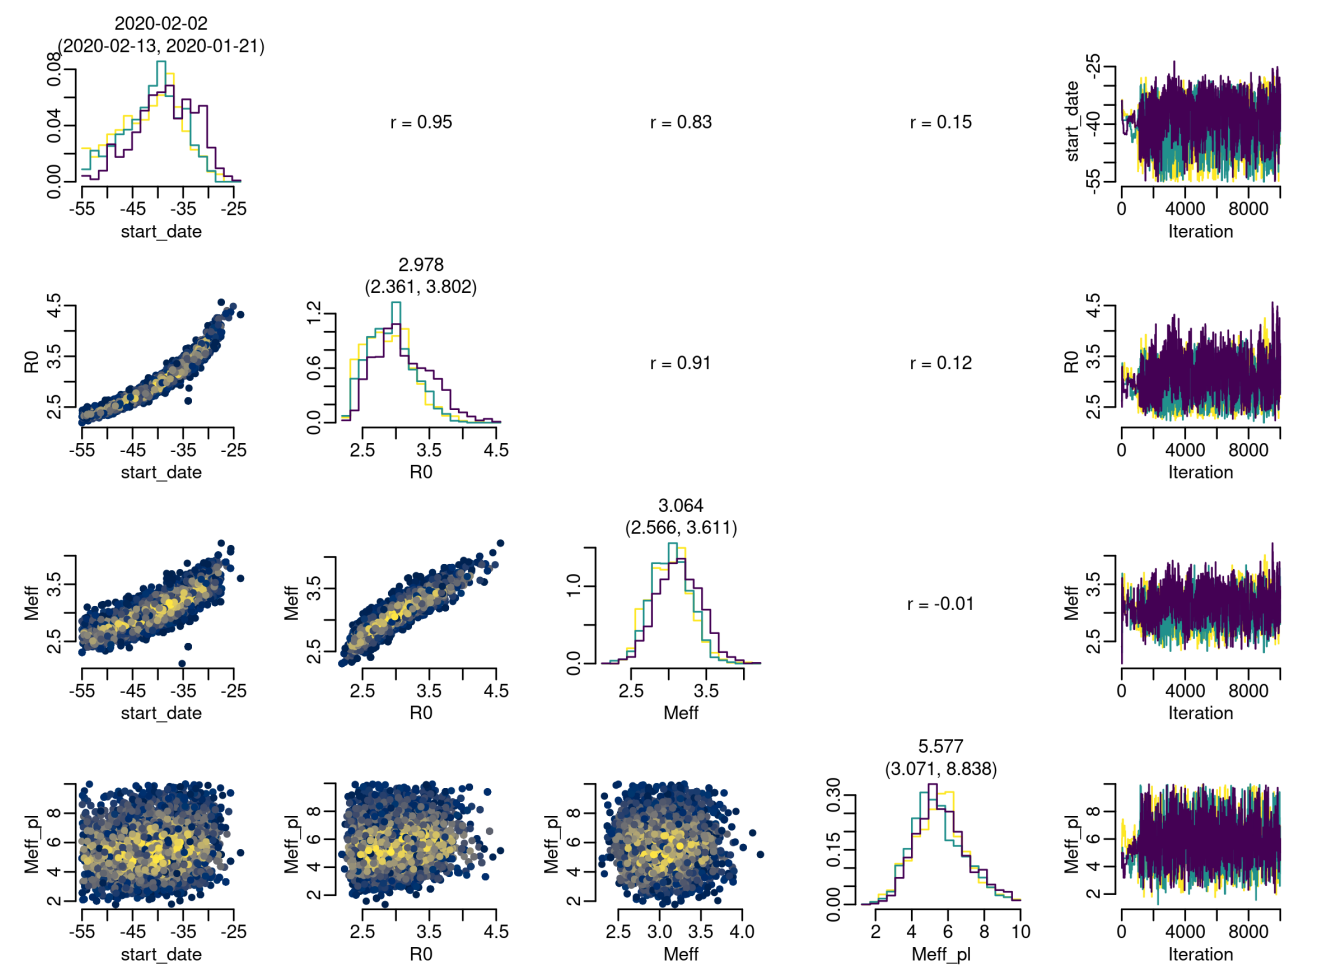 2020-02-02
(2020-02-13, 2020-01-21)
0.00 0.04 0.08
-55 -45 -35 -25
start_date
r = 0.95
r = 0.83
r = 0.15
start_date
-55 -40 -25
0 4000 8000
Iteration
R0
2.5 3.5 4.5
-55 -45 -35 -25
start_date
2.978
(2.361, 3.802)
0.0 0.6 1.2
2.5 3.5 4.5
R0
r = 0.91
r = 0.12
R0
2.5 3.5 4.5
0 4000 8000
Iteration
Meff
2.5 3.5
-55 -45 -35 -25
start_date
Meff
2.5 3.5
2.5 3.5 4.5
R0
3.064
(2.566, 3.611)
0.0 1.0
2.5 3.5
Meff
r = -0.01
Meff
2.5 3.5
0 4000 8000
Iteration
Meff_pl
2 4 6 8
-55 -45 -35 -25
start_date
Meff_pl
2 4 6 8
2.5 3.5 4.5
R0
Meff_pl
2 4 6 8
2.5 3.0 3.5 4.0
Meff
5.577
(3.071, 8.838)
0.00 0.15 0.30
2 4 6 8 10
Meff_pl
Meff_pl
2 4 6 8
0 4000 8000
Iteration